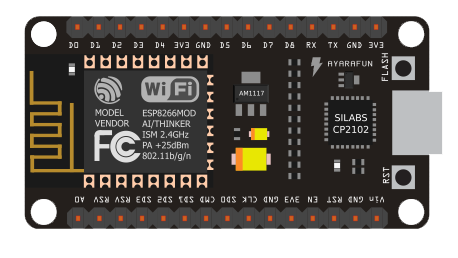 D0 D1 D2 D3 D4 3V3 GND D5 D6 D7 D8 RX TX GND 3V3
AYARAFUN
FLASH
Wi Fi
MODEL
VENDOR
ESP8266MOD
AI/THINKER
ISM 2.4GHz
PA +25dBm
802.11b/g/n
FC
AM1117
SILABS
CP2102
RST
A0 RSV RSV SD3 SD2 SD1 CMD SD0 CLK GND 3V3 EN RST GND Vin